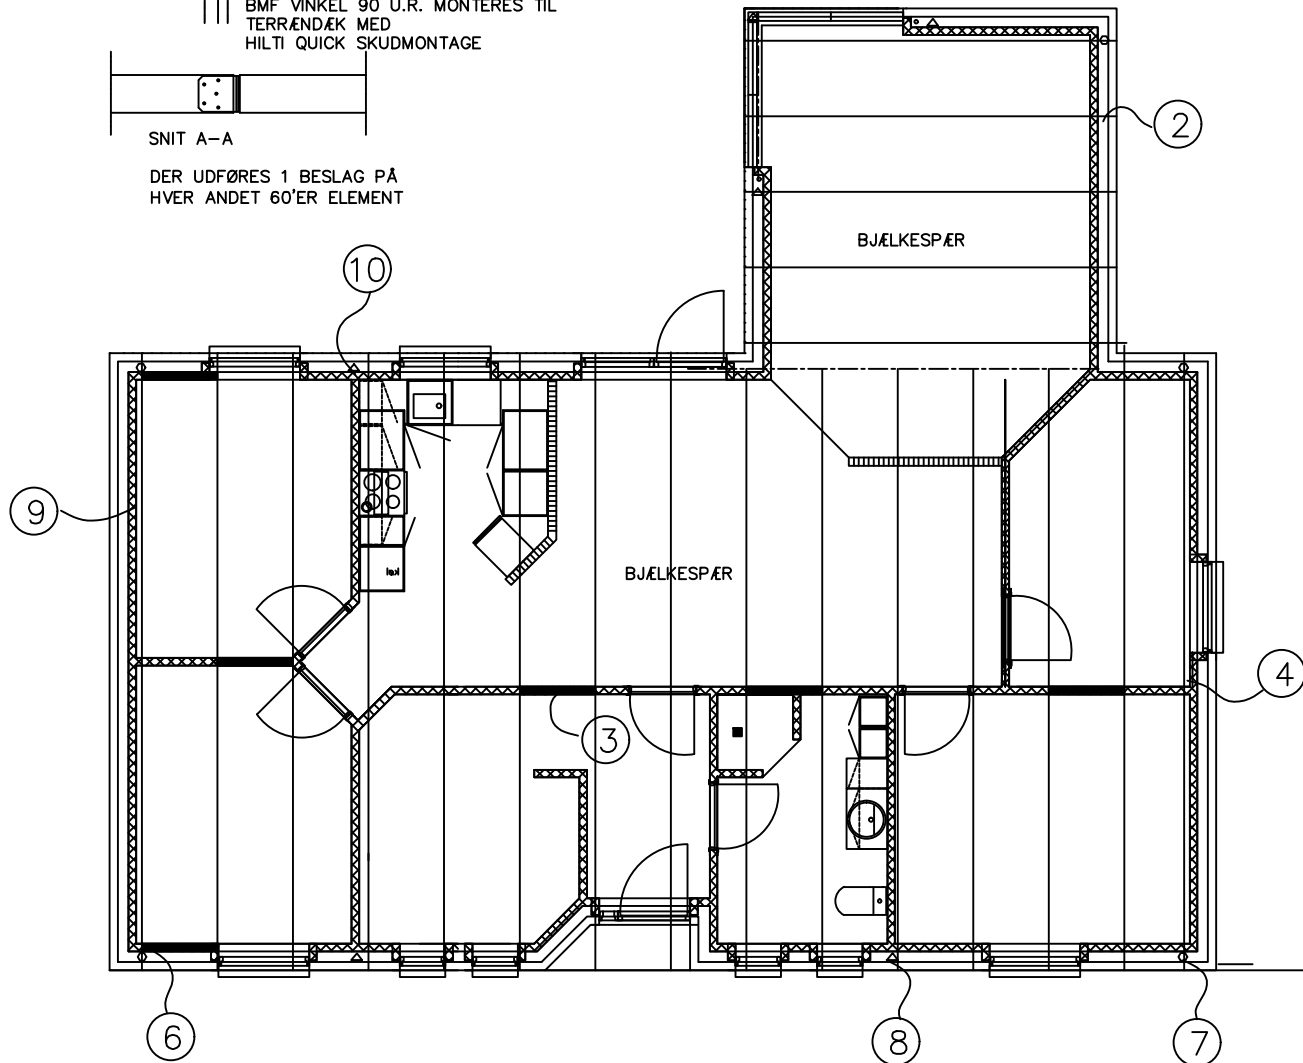 BMF VINKEL 90 U.R. MONTERES TIL
TERRÆNDÆK MED
HILTI QUICK SKUDMONTAGE
SNIT A-A
DER UDFØRES 1 BESLAG PÅ
HVER ANDET 60'ER ELEMENT
2
BJÆLKESPÆR
10
9
køl
BJÆLKESPÆR
4
3
6
8
7